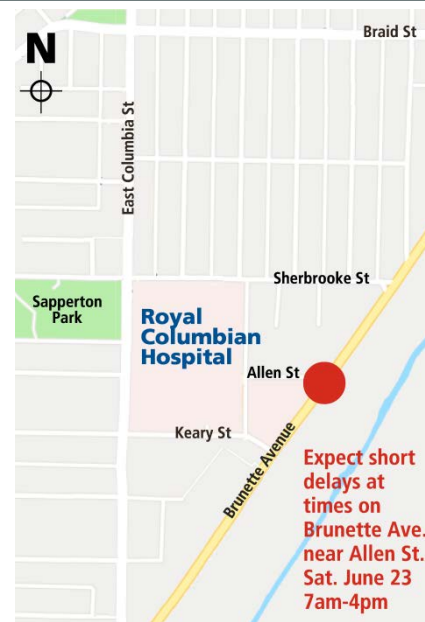 Braid St
N
East Columbia St
Sherbrooke St
Sapperton
Park
Royal
Columbian
Hospital
Allen St
Keary St
Brunette Avenue
Expect short
delays at
times on
Brunette Ave.
near Allen St.
Sat. June 23
7am-4pm